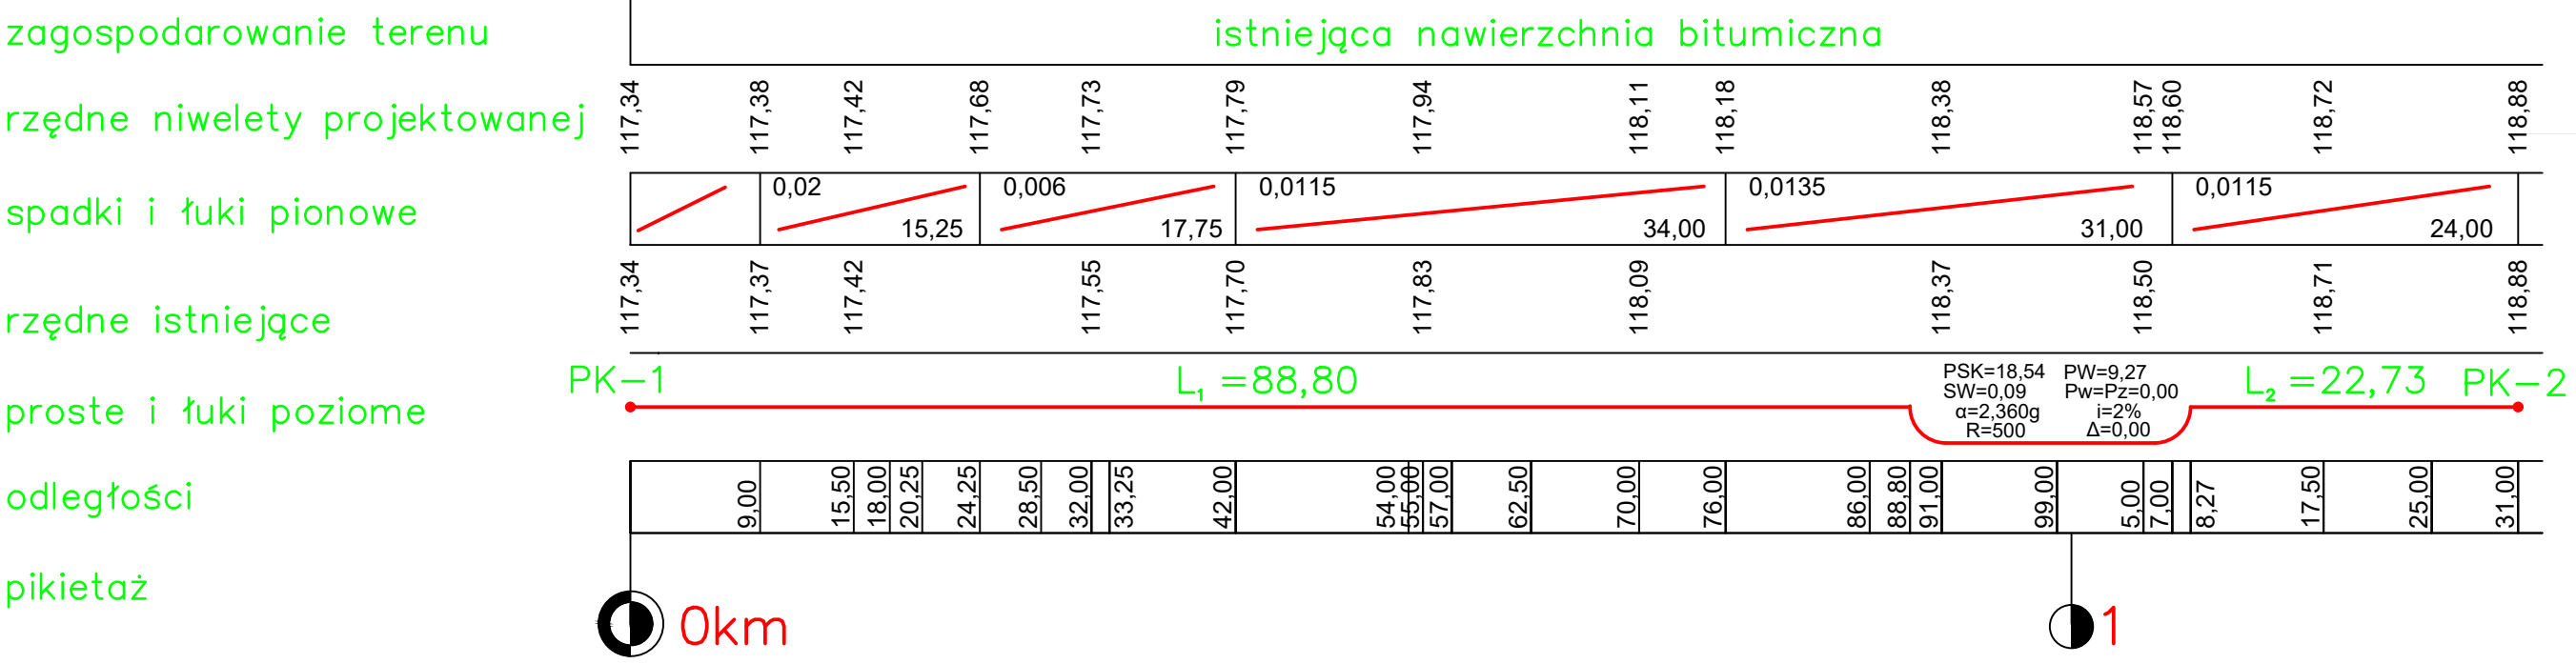 zagospodarowanie terenu
istniejąca nawierzchnia bitumiczna
rzędne niwelety projektowanej
117,34 117,38 117,42 117,68 117,73 117,79 117,94 118,11 118,18 118,38 118,57 118,60 118,72 118,88
spadki i łuki pionowe
0,02 0,006 0,0115 0,0135 0,0115
15,25 17,75 34,00 31,00 24,00
rzędne istniejące
117,34 117,37 117,42 117,55 117,70 117,83 118,09 118,37 118,50 118,71 118,88
proste i łuki poziome
PK-1 L₁ =88,80
PSK=18,54 PW=9,27
SW=0,09 Pw=Pz=0,00
α=2,360g i=2%
R=500 Δ=0,00
L₂ =22,73 PK-2
odległości
9,00 15,50 18,00 20,25 24,25 28,50 32,00 33,25 42,00 54,00 55,00 57,00 62,50 70,00 76,00 86,00 88,80 91,00 99,00 5,00 7,00 8,27 17,50 25,00 31,00
pikietaż
0km 1